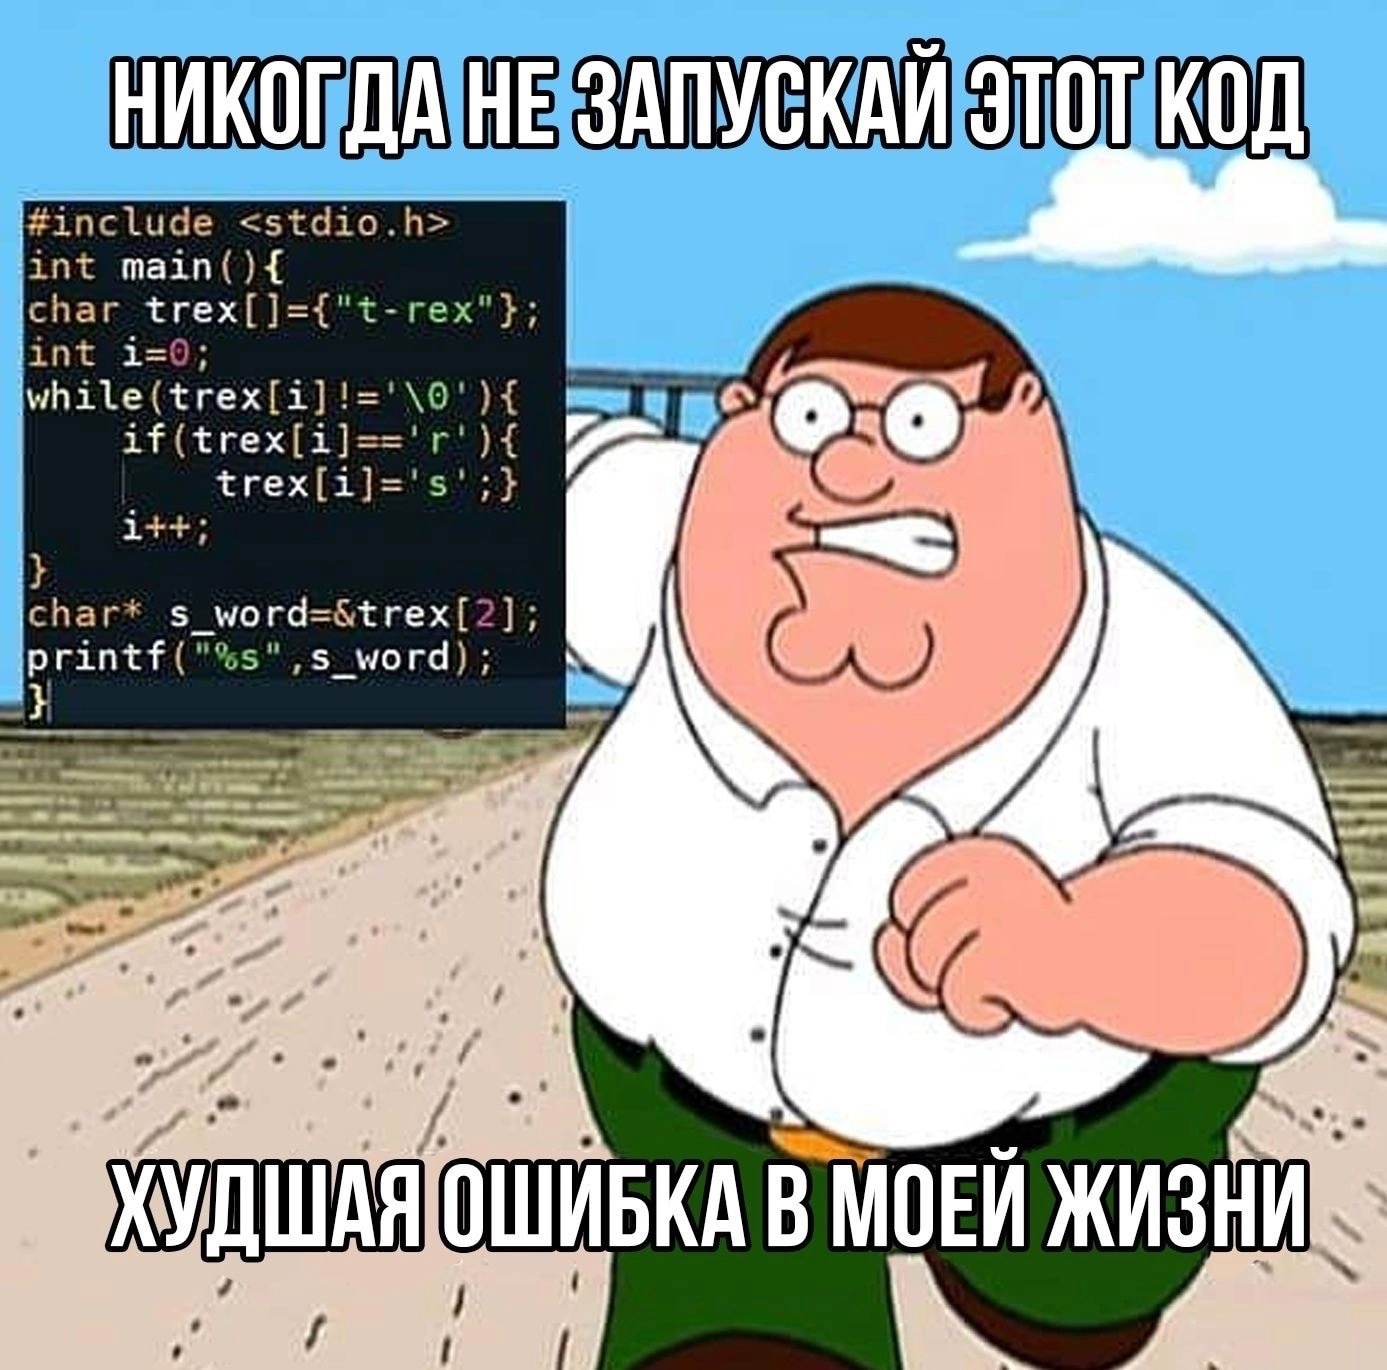 НИКОГДА НЕ ЗАПУСКАЙ ЭТОТ КОД
#include <stdio.h>
int main(){
char trex[]={"t-rex"};
int i=0;
while(trex[i]!='\0'){
    if(trex[i]=='r'){
        trex[i]='s';}
    i++;
}
char* s_word=&trex[2];
printf("%s",s_word);
}
ХУДШАЯ ОШИБКА В МОЕЙ ЖИЗНИ